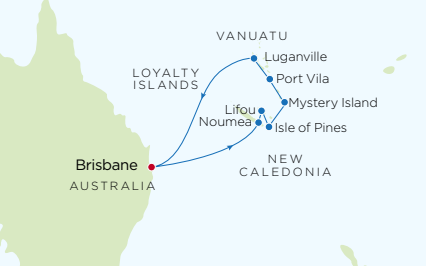 VANUATU
Luganville
LOYALTY
ISLANDS
Port Vila
Mystery Island
Lifou
Noumea
Isle of Pines
NEW
CALEDONIA
Brisbane
AUSTRALIA